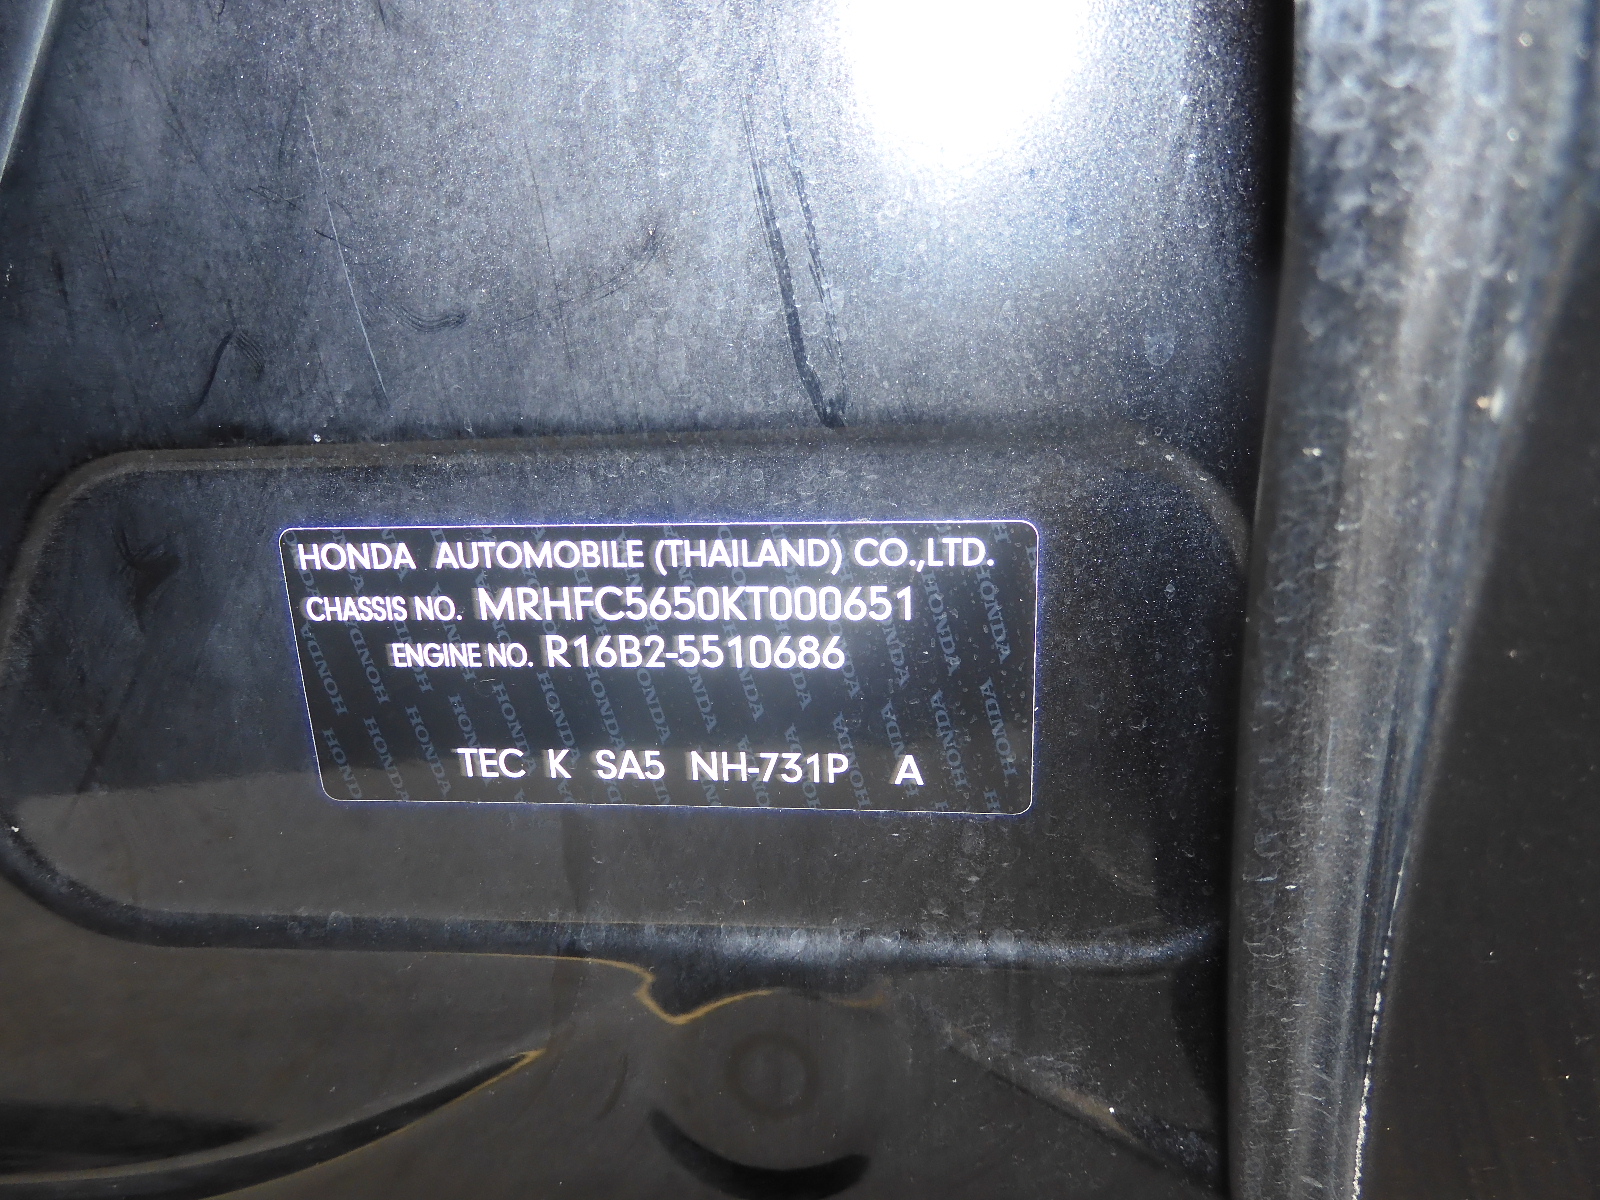 HONDA AUTOMOBILE (THAILAND) CO.,LTD.
CHASSIS NO. MRHFC5650KT000651
ENGINE NO. R16B2-5510686
TEC K SA5 NH-731P A